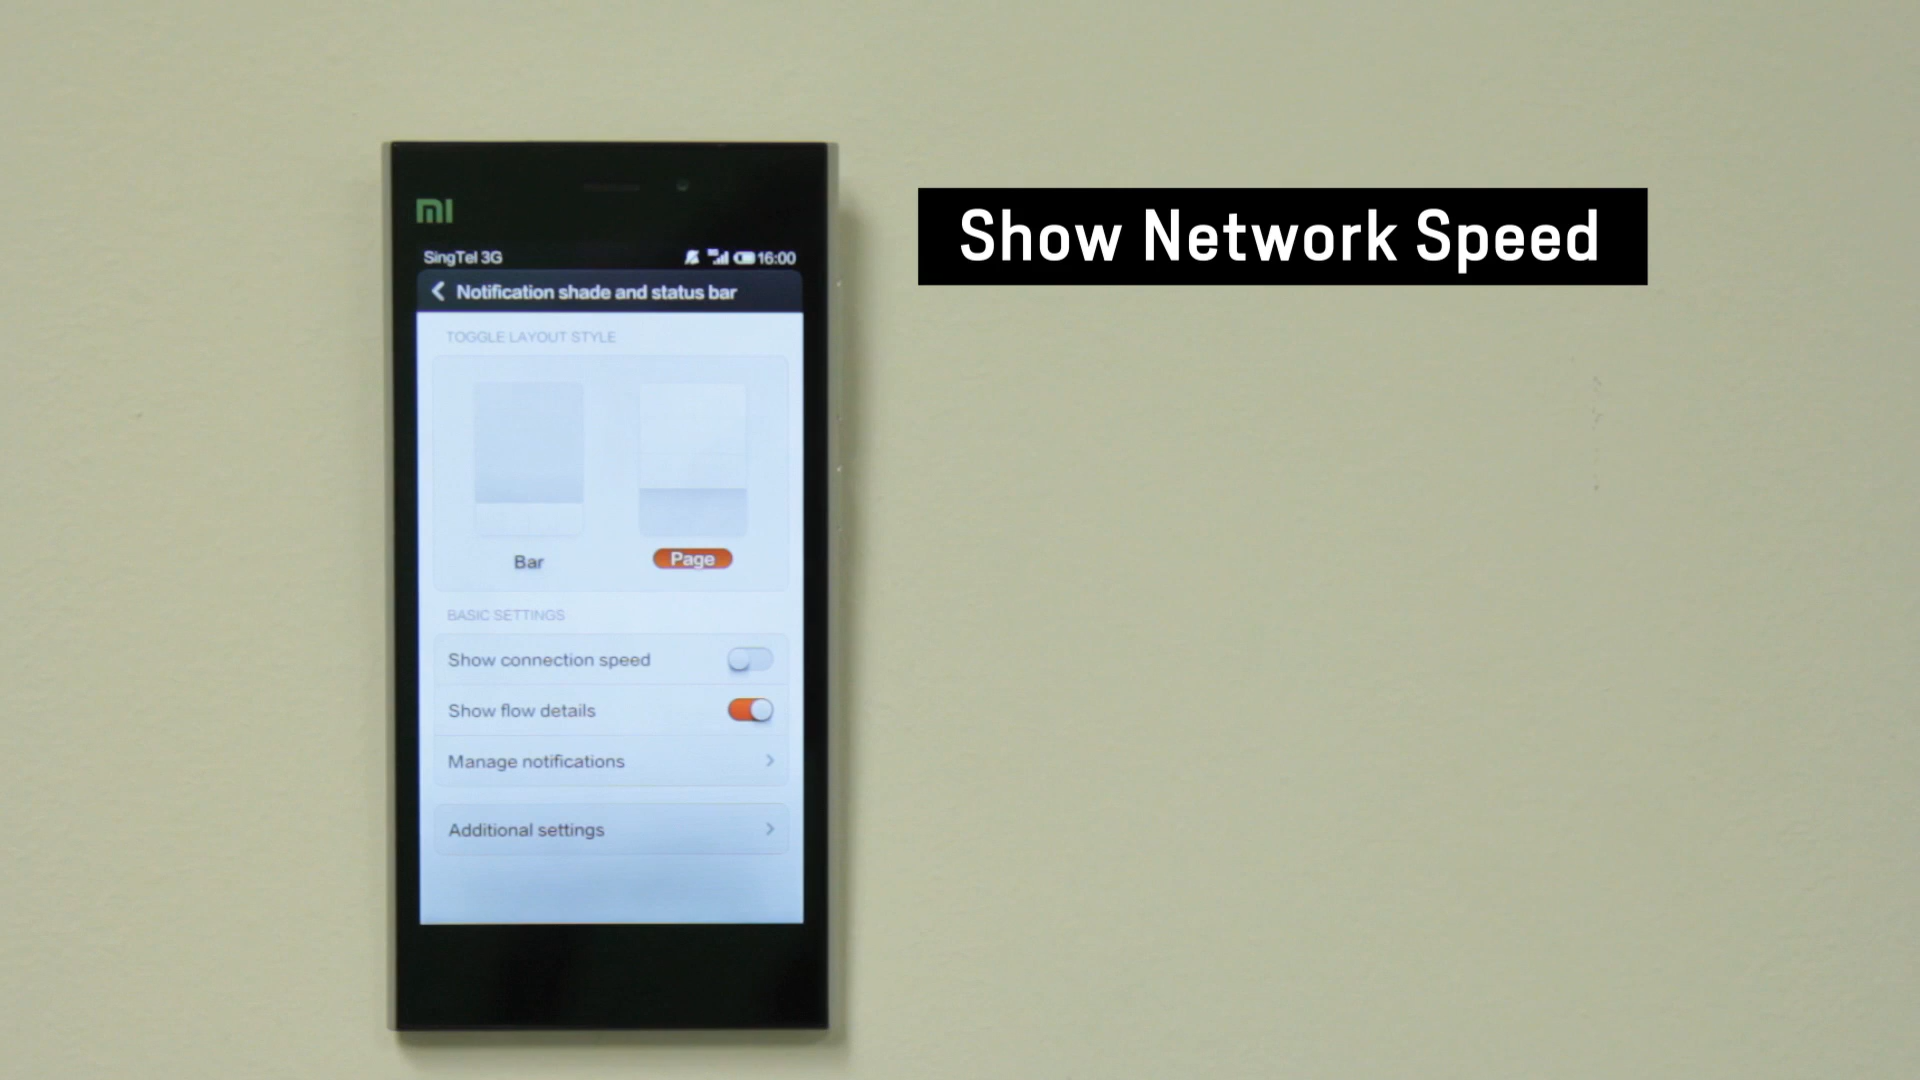 Show Network Speed
SingTel 3G 16:00
Notification shade and status bar
TOGGLE LAYOUT STYLE
Bar Page
BASIC SETTINGS
Show connection speed
Show flow details
Manage notifications
Additional settings